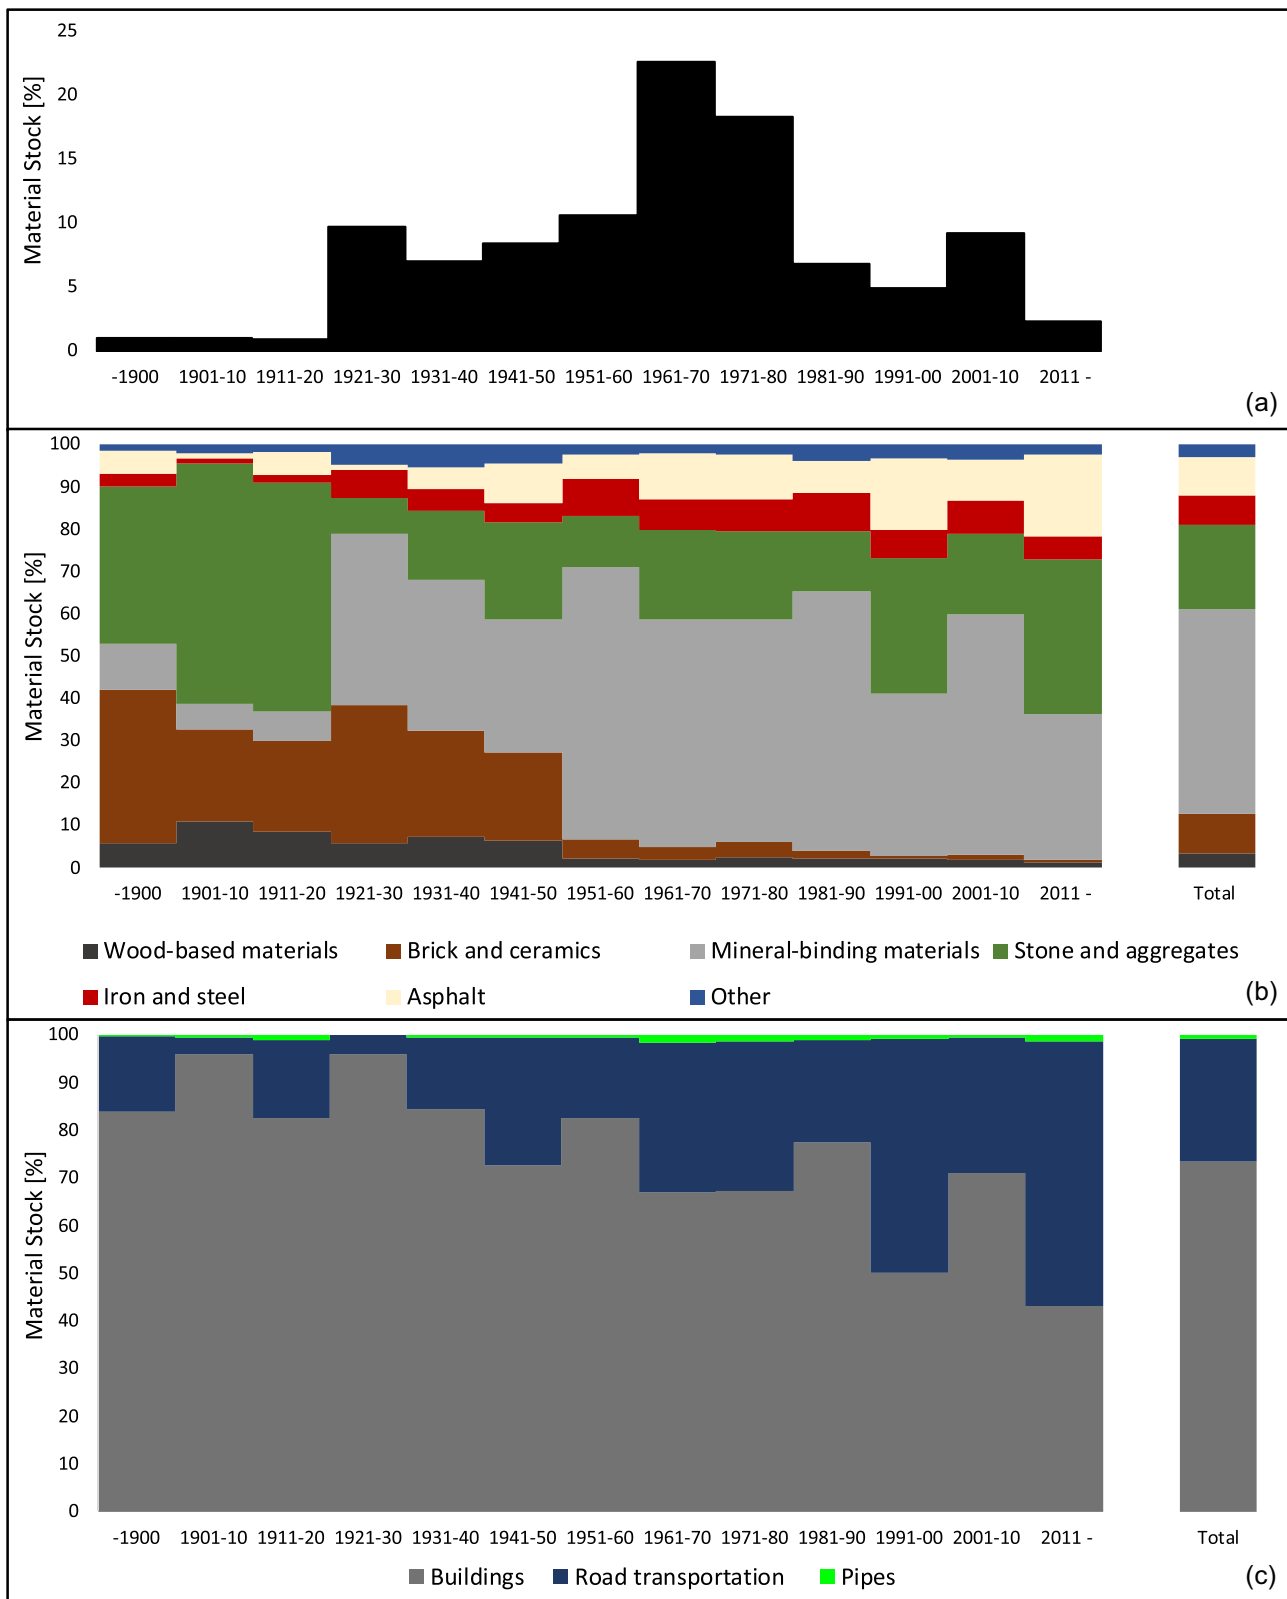 Material Stock [%]
25
20
15
10
5
0
-1900 1901-10 1911-20 1921-30 1931-40 1941-50 1951-60 1961-70 1971-80 1981-90 1991-00 2001-10 2011 -
(a)
Material Stock [%]
100
90
80
70
60
50
40
30
20
10
0
-1900 1901-10 1911-20 1921-30 1931-40 1941-50 1951-60 1961-70 1971-80 1981-90 1991-00 2001-10 2011 - Total
Wood-based materials Brick and ceramics Mineral-binding materials Stone and aggregates
Iron and steel Asphalt Other
(b)
Material Stock [%]
100
90
80
70
60
50
40
30
20
10
0
-1900 1901-10 1911-20 1921-30 1931-40 1941-50 1951-60 1961-70 1971-80 1981-90 1991-00 2001-10 2011 - Total
Buildings Road transportation Pipes
(c)